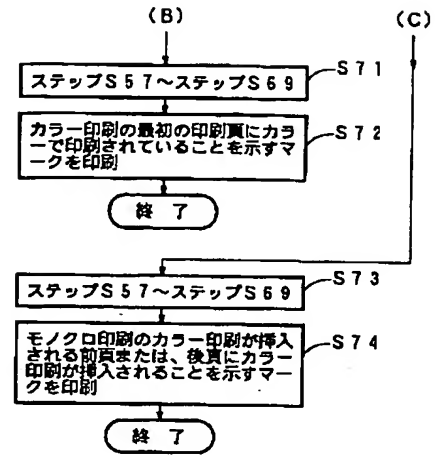 (B)
(C)
ステップS57～ステップS69
S71
カラー印刷の最初の印刷頁にカラ
ーで印刷されていることを示すマ
ークを印刷
S72
終了
ステップS57～ステップS69
S73
モノクロ印刷のカラー印刷が挿入
される前頁または、後頁にカラー
印刷が挿入されることを示すマー
クを印刷
S74
終了